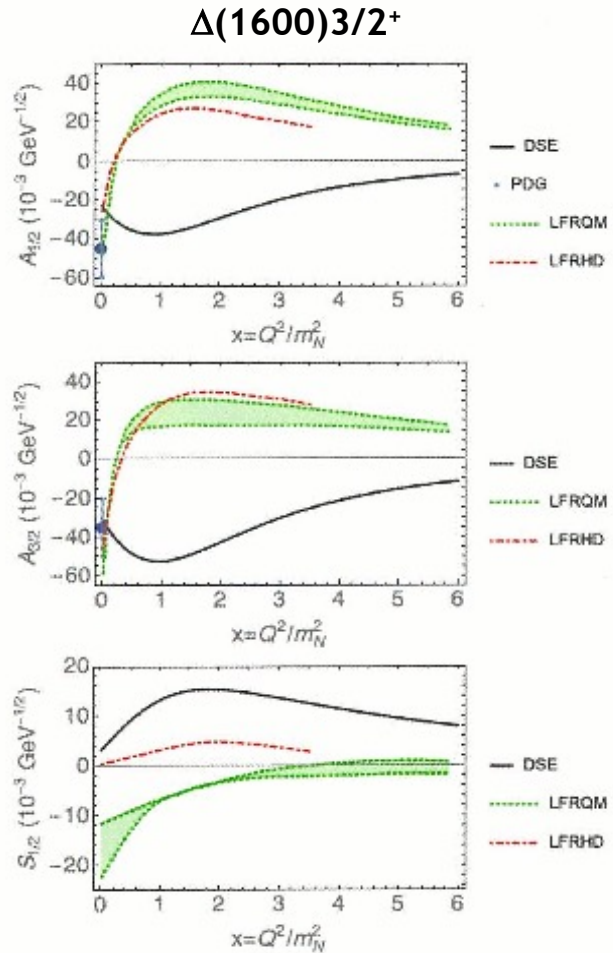 Δ(1600)3/2⁺
A₁/₂ (10⁻³ GeV⁻¹/²)
40
20
0
−20
−40
−60
0 1 2 3 4 5 6
x=Q²/m²_N
DSE
PDG
LFRQM
LFRHD
A₃/₂ (10⁻³ GeV⁻¹/²)
40
20
0
−20
−40
−60
0 1 2 3 4 5 6
x=Q²/m²_N
DSE
LFRQM
LFRHD
S₁/₂ (10⁻³ GeV⁻¹/²)
20
10
0
−10
−20
0 1 2 3 4 5 6
x=Q²/m²_N
DSE
LFRQM
LFRHD